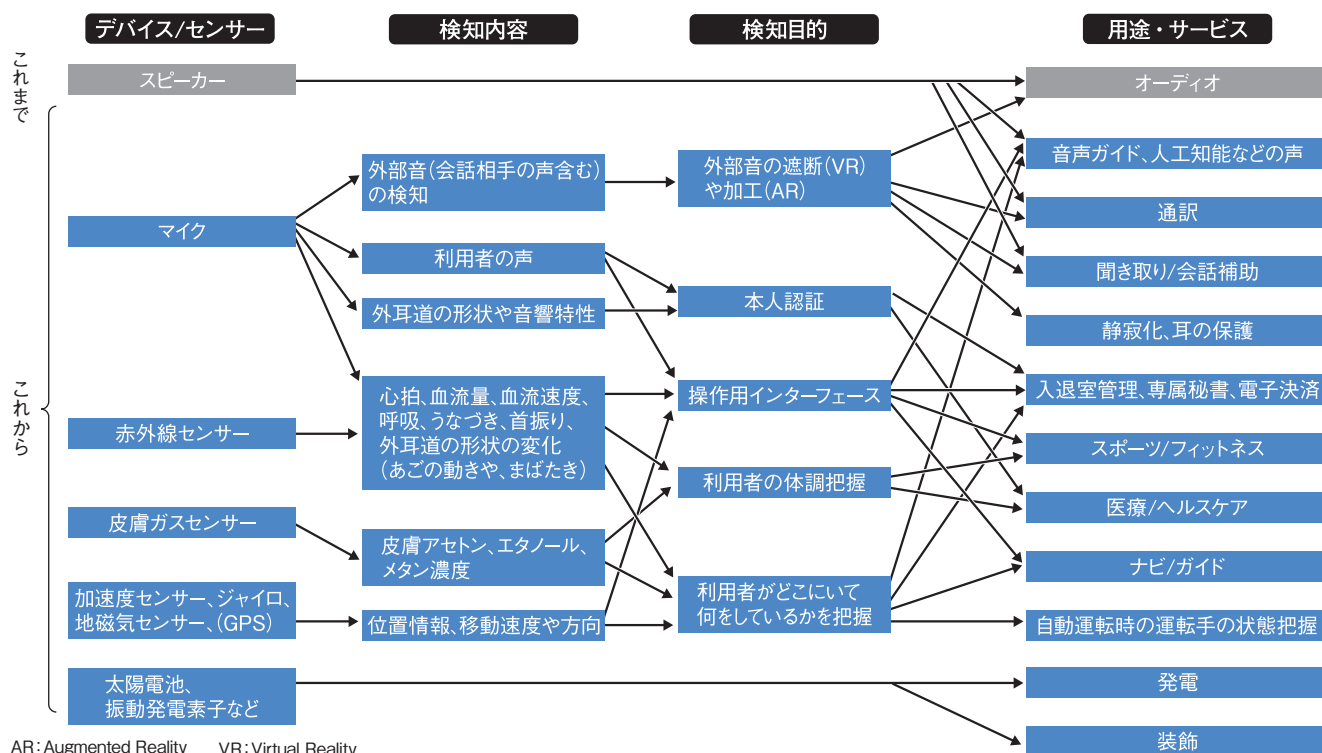 デバイス/センサー
検知内容
検知目的
用途・サービス
これまで
スピーカー
オーディオ
これから
マイク
赤外線センサー
皮膚ガスセンサー
加速度センサー、ジャイロ、
地磁気センサー、(GPS)
太陽電池、
振動発電素子など
外部音(会話相手の声含む)
の検知
利用者の声
外耳道の形状や音響特性
心拍、血流量、血流速度、
呼吸、うなづき、首振り、
外耳道の形状の変化
(あごの動きや、まばたき)
皮膚アセトン、エタノール、
メタン濃度
位置情報、移動速度や方向
外部音の遮断(VR)
や加工(AR)
本人認証
操作用インターフェース
利用者の体調把握
利用者がどこにいて
何をしているかを把握
音声ガイド、人工知能などの声
通訳
聞き取り/会話補助
静寂化、耳の保護
入退室管理、専属秘書、電子決済
スポーツ/フィットネス
医療/ヘルスケア
ナビ/ガイド
自動運転時の運転手の状態把握
発電
装飾
AR:Augmented Reality VR:Virtual Reality